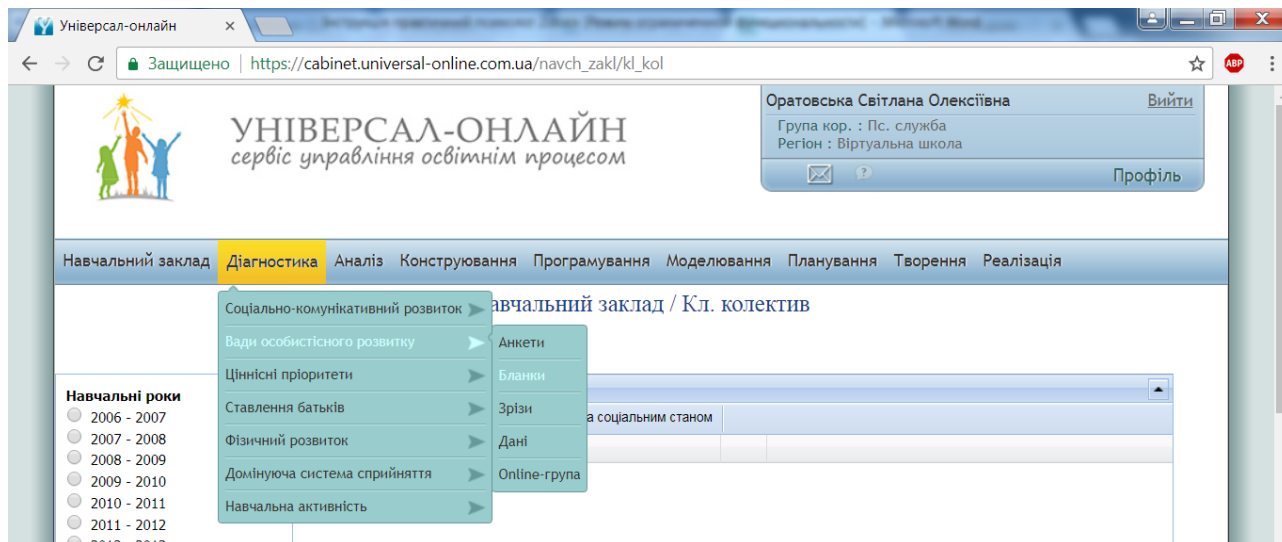 Універсал-онлайн
Защищено | https://cabinet.universal-online.com.ua/navch_zakl/kl_kol
ABP
УНІВЕРСАЛ-ОНЛАЙН
сервіс управління освітнім процесом
Оратовська Світлана Олексіївна Вийти
Група кор. : Пс. служба
Регіон : Віртуальна школа
Профіль
Навчальний заклад Діагностика Аналіз Конструювання Програмування Моделювання Планування Творення Реалізація
авчальний заклад / Кл. колектив
Соціально-комунікативний розвиток
Вади особистісного розвитку
Ціннісні пріоритети
Ставлення батьків
Фізичний розвиток
Домінуюча система сприйняття
Навчальна активність
Анкети
Бланки
Зрізи
Дані
Online-група
а соціальним станом
Навчальні роки
2006 - 2007
2007 - 2008
2008 - 2009
2009 - 2010
2010 - 2011
2011 - 2012